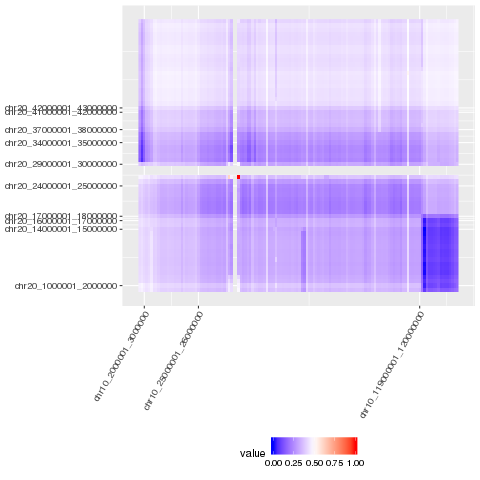 chr20_42000001_43000000
chr20_41000001_42000000
chr20_37000001_38000000
chr20_34000001_35000000
chr20_29000001_30000000
chr20_24000001_25000000
chr20_17000001_18000000
chr20_14000001_15000000
chr20_1000001_2000000
chr10_2000001_3000000
chr10_25000001_26000000
chr10_119000001_120000000
value
0.00 0.25 0.50 0.75 1.00